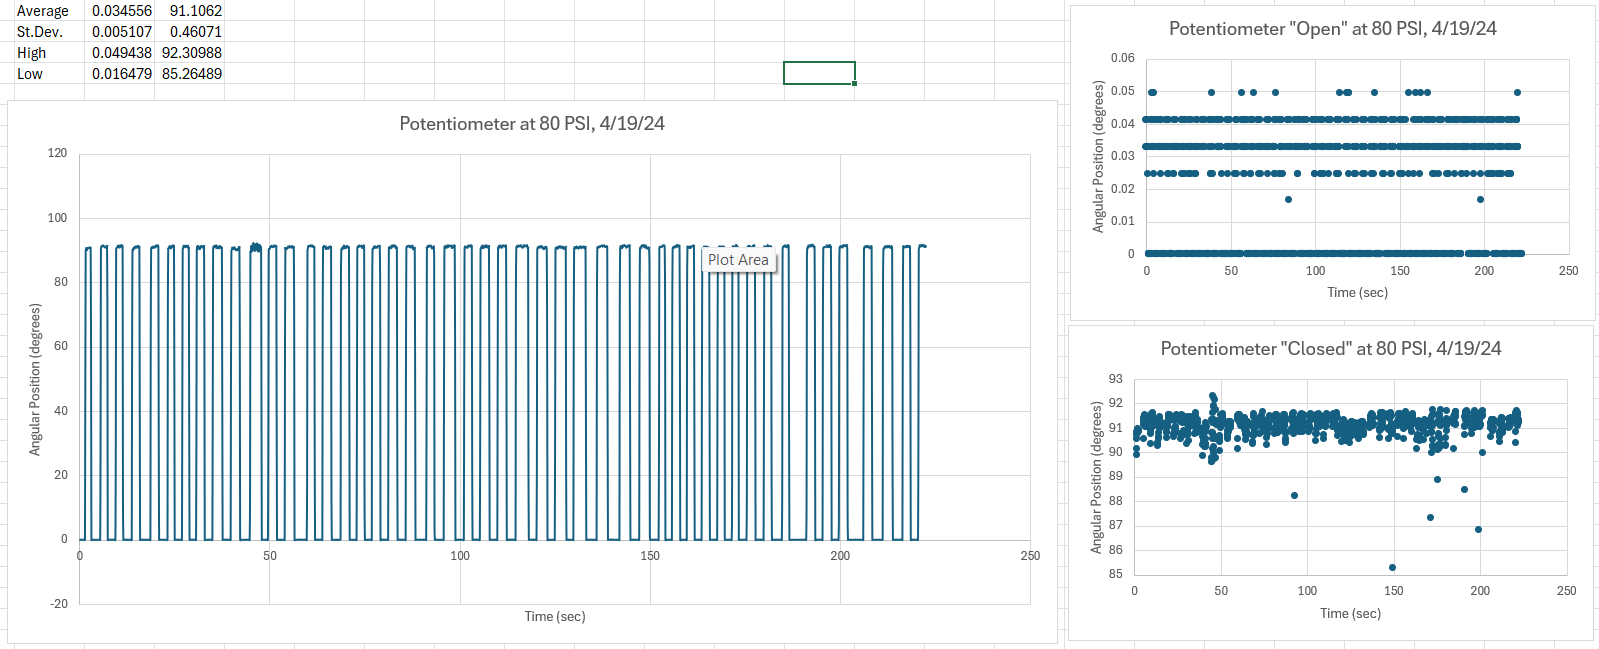 Average 0.034556 91.1062
St.Dev. 0.005107 0.46071
High 0.049438 92.30988
Low 0.016479 85.26489
Potentiometer at 80 PSI, 4/19/24
120
100
80
60
40
20
0
-20
Angular Position (degrees)
Plot Area
0 50 100 150 200 250
Time (sec)
Potentiometer "Open" at 80 PSI, 4/19/24
0.06
0.05
0.04
0.03
0.02
0.01
0
Angular Position (degrees)
0 50 100 150 200 250
Time (sec)
Potentiometer "Closed" at 80 PSI, 4/19/24
93
92
91
90
89
88
87
86
85
Angular Position (degrees)
0 50 100 150 200 250
Time (sec)